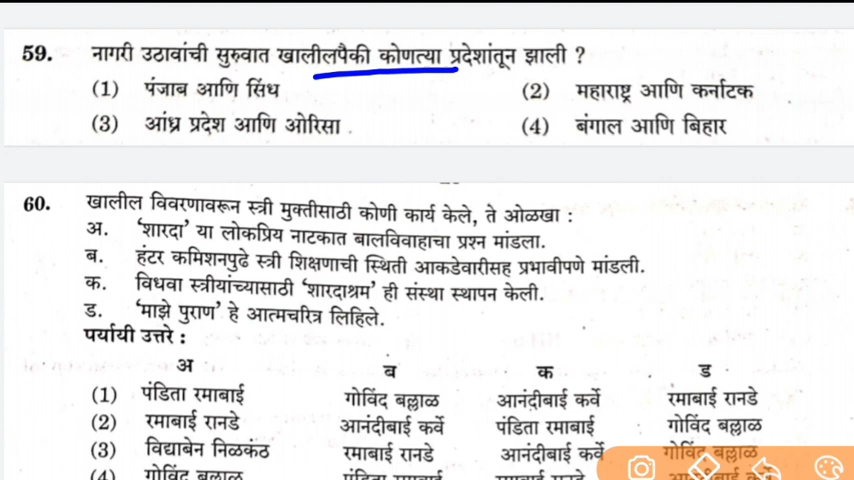 59. नागरी उठावांची सुरुवात खालीलपैकी कोणत्या प्रदेशांतून झाली ?
(1) पंजाब आणि सिंध (2) महाराष्ट्र आणि कर्नाटक
(3) आंध्र प्रदेश आणि ओरिसा (4) बंगाल आणि बिहार
60. खालील विवरणावरून स्त्री मुक्तीसाठी कोणी कार्य केले, ते ओळखा :
अ. ‘शारदा’ या लोकप्रिय नाटकात बालविवाहाचा प्रश्न मांडला.
ब. हंटर कमिशनपुढे स्त्री शिक्षणाची स्थिती आकडेवारीसह प्रभावीपणे मांडली.
क. विधवा स्त्रीयांच्यासाठी ‘शारदाश्रम’ ही संस्था स्थापन केली.
ड. ‘माझे पुराण’ हे आत्मचरित्र लिहिले.
पर्यायी उत्तरे :
अ ब क ड
(1) पंडिता रमाबाई गोविंद बल्लाळ आनंदीबाई कर्वे रमाबाई रानडे
(2) रमाबाई रानडे आनंदीबाई कर्वे पंडिता रमाबाई गोविंद बल्लाळ
(3) विद्याबेन निळकंठ रमाबाई रानडे आनंदीबाई कर्वे गोविंद बल्लाळ
(4) गोविंद बल्लाळ पंडिता रमाबाई